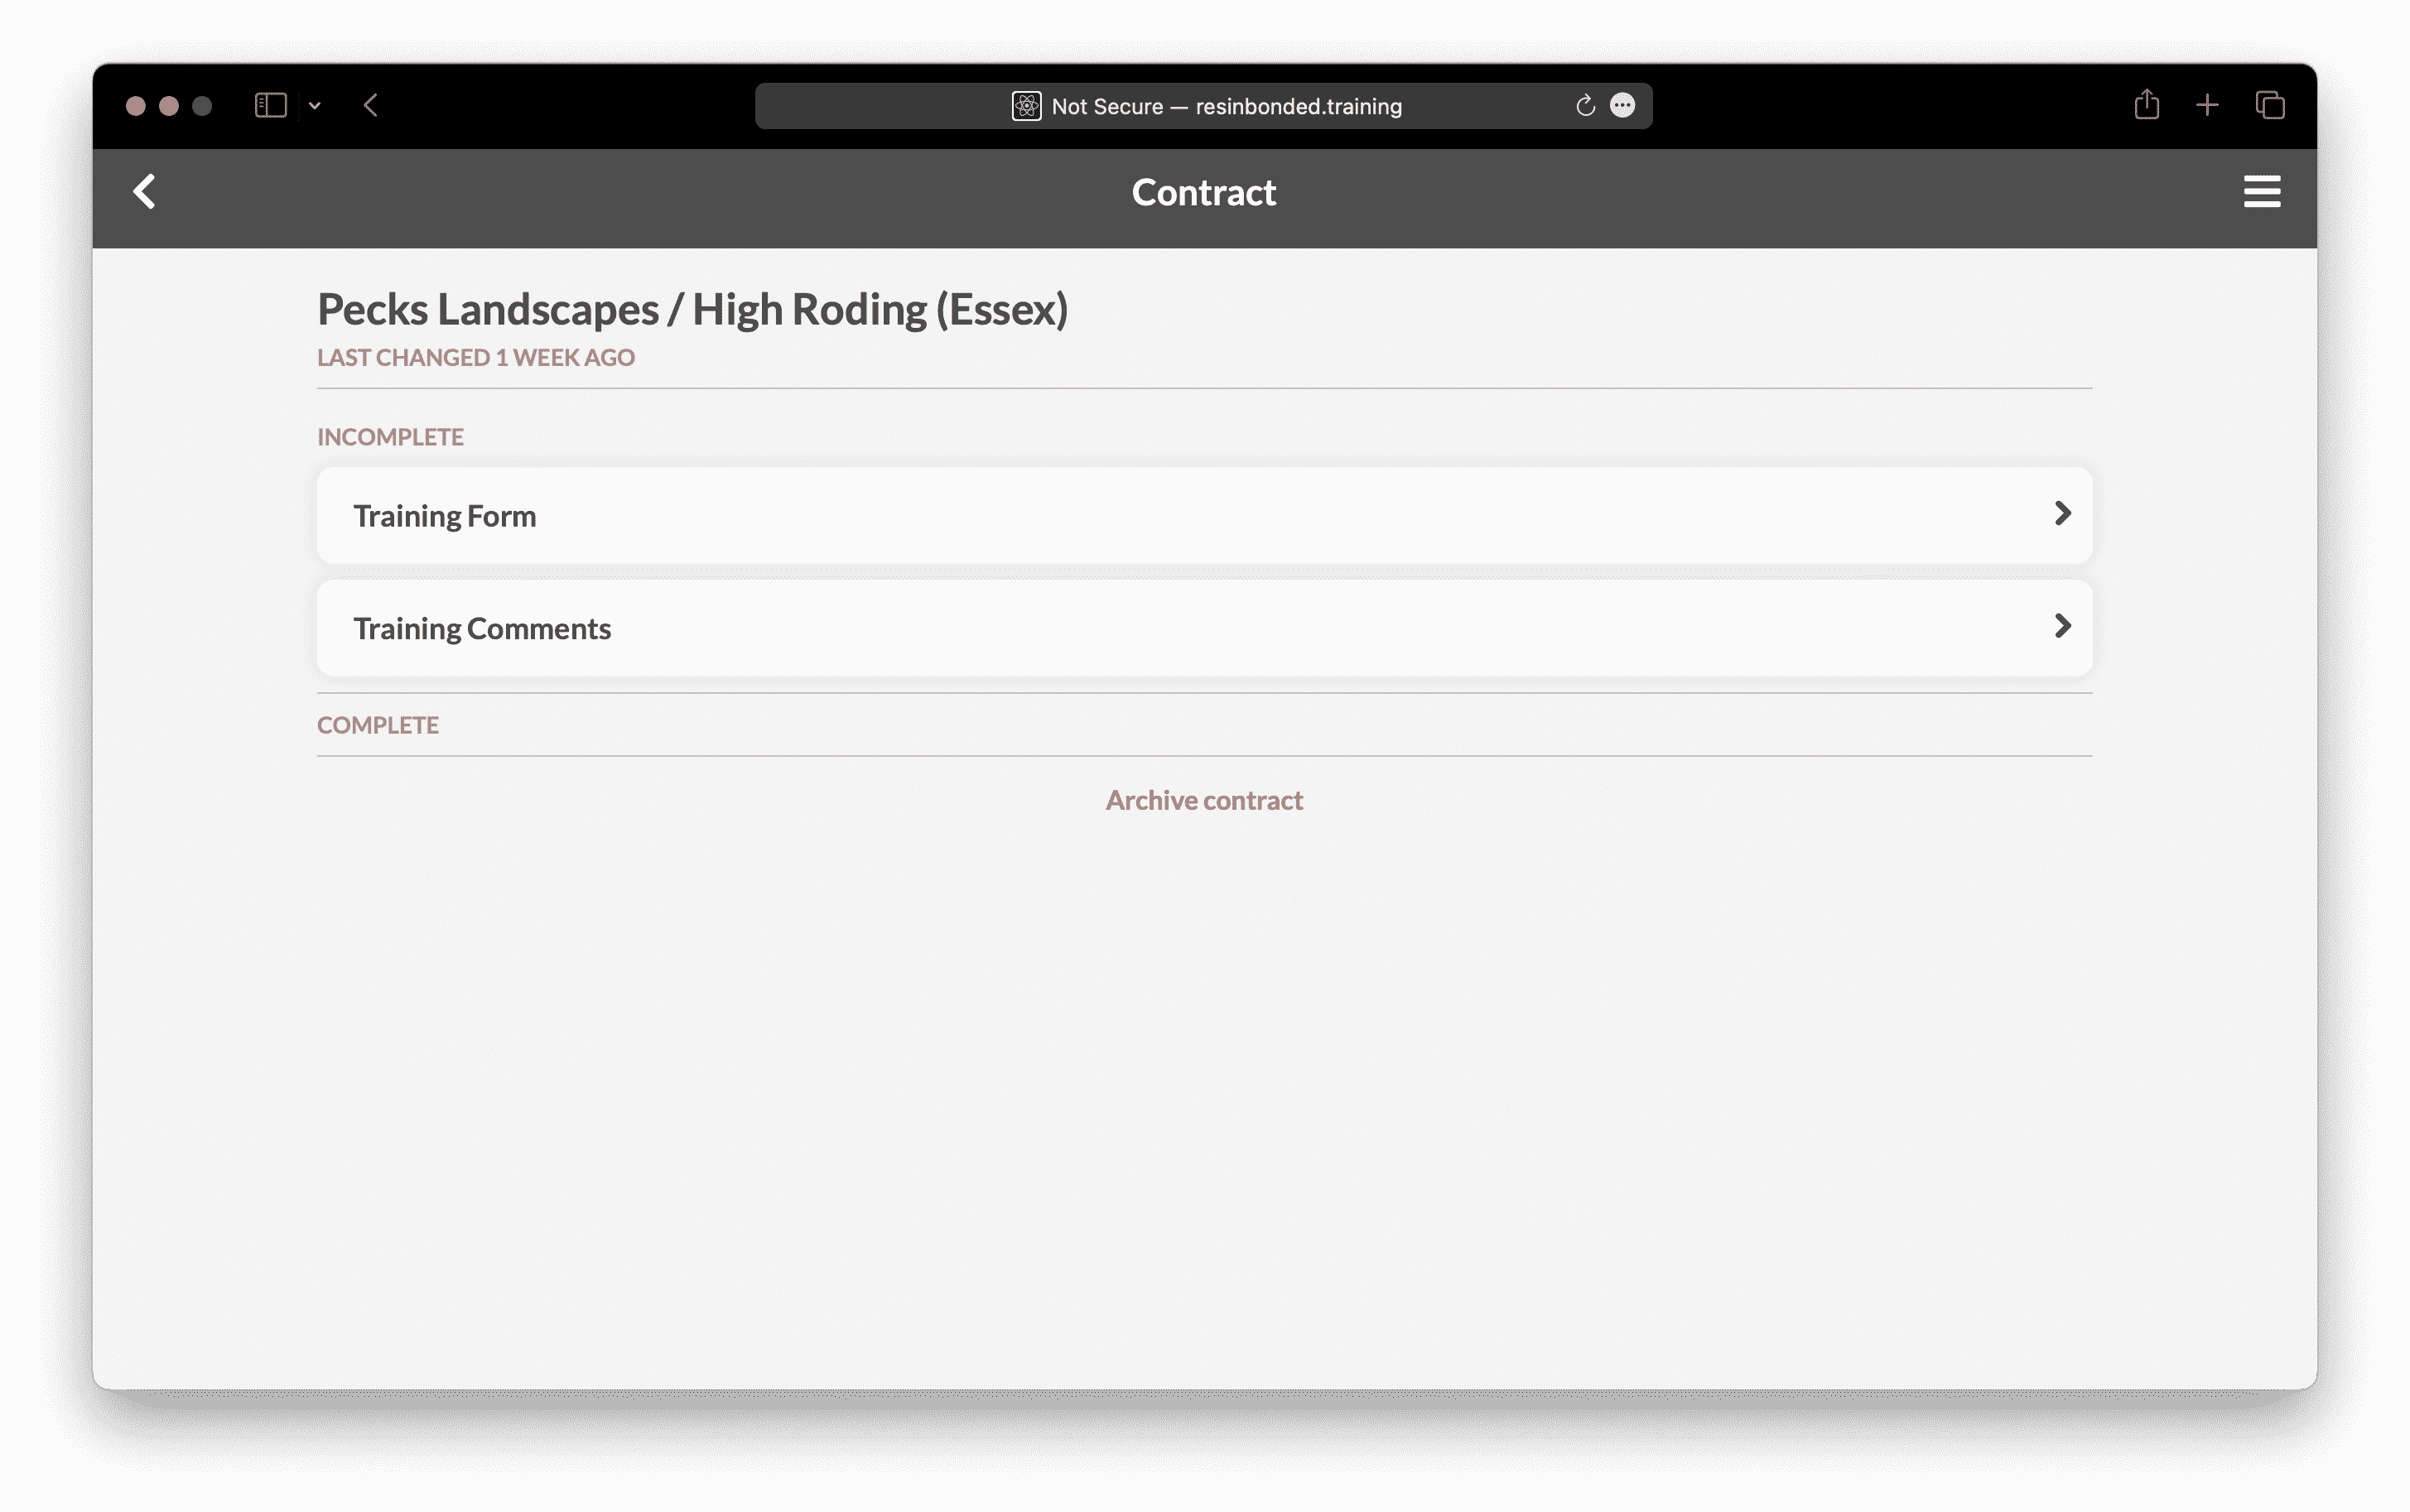 Not Secure — resinbonded.training
Contract
Pecks Landscapes / High Roding (Essex)
LAST CHANGED 1 WEEK AGO
INCOMPLETE
Training Form
Training Comments
COMPLETE
Archive contract